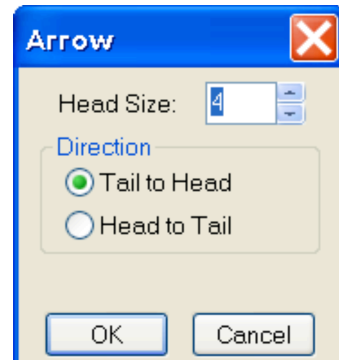 Arrow
Head Size: 4
Direction
Tail to Head
Head to Tail
OK Cancel